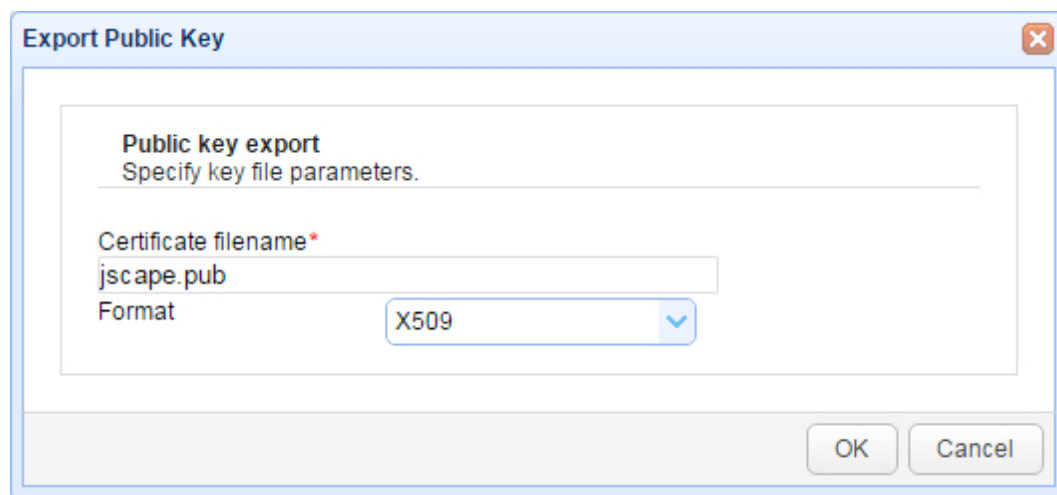 Export Public Key
Public key export
Specify key file parameters.
Certificate filename*
jscape.pub
Format
X509
OK
Cancel